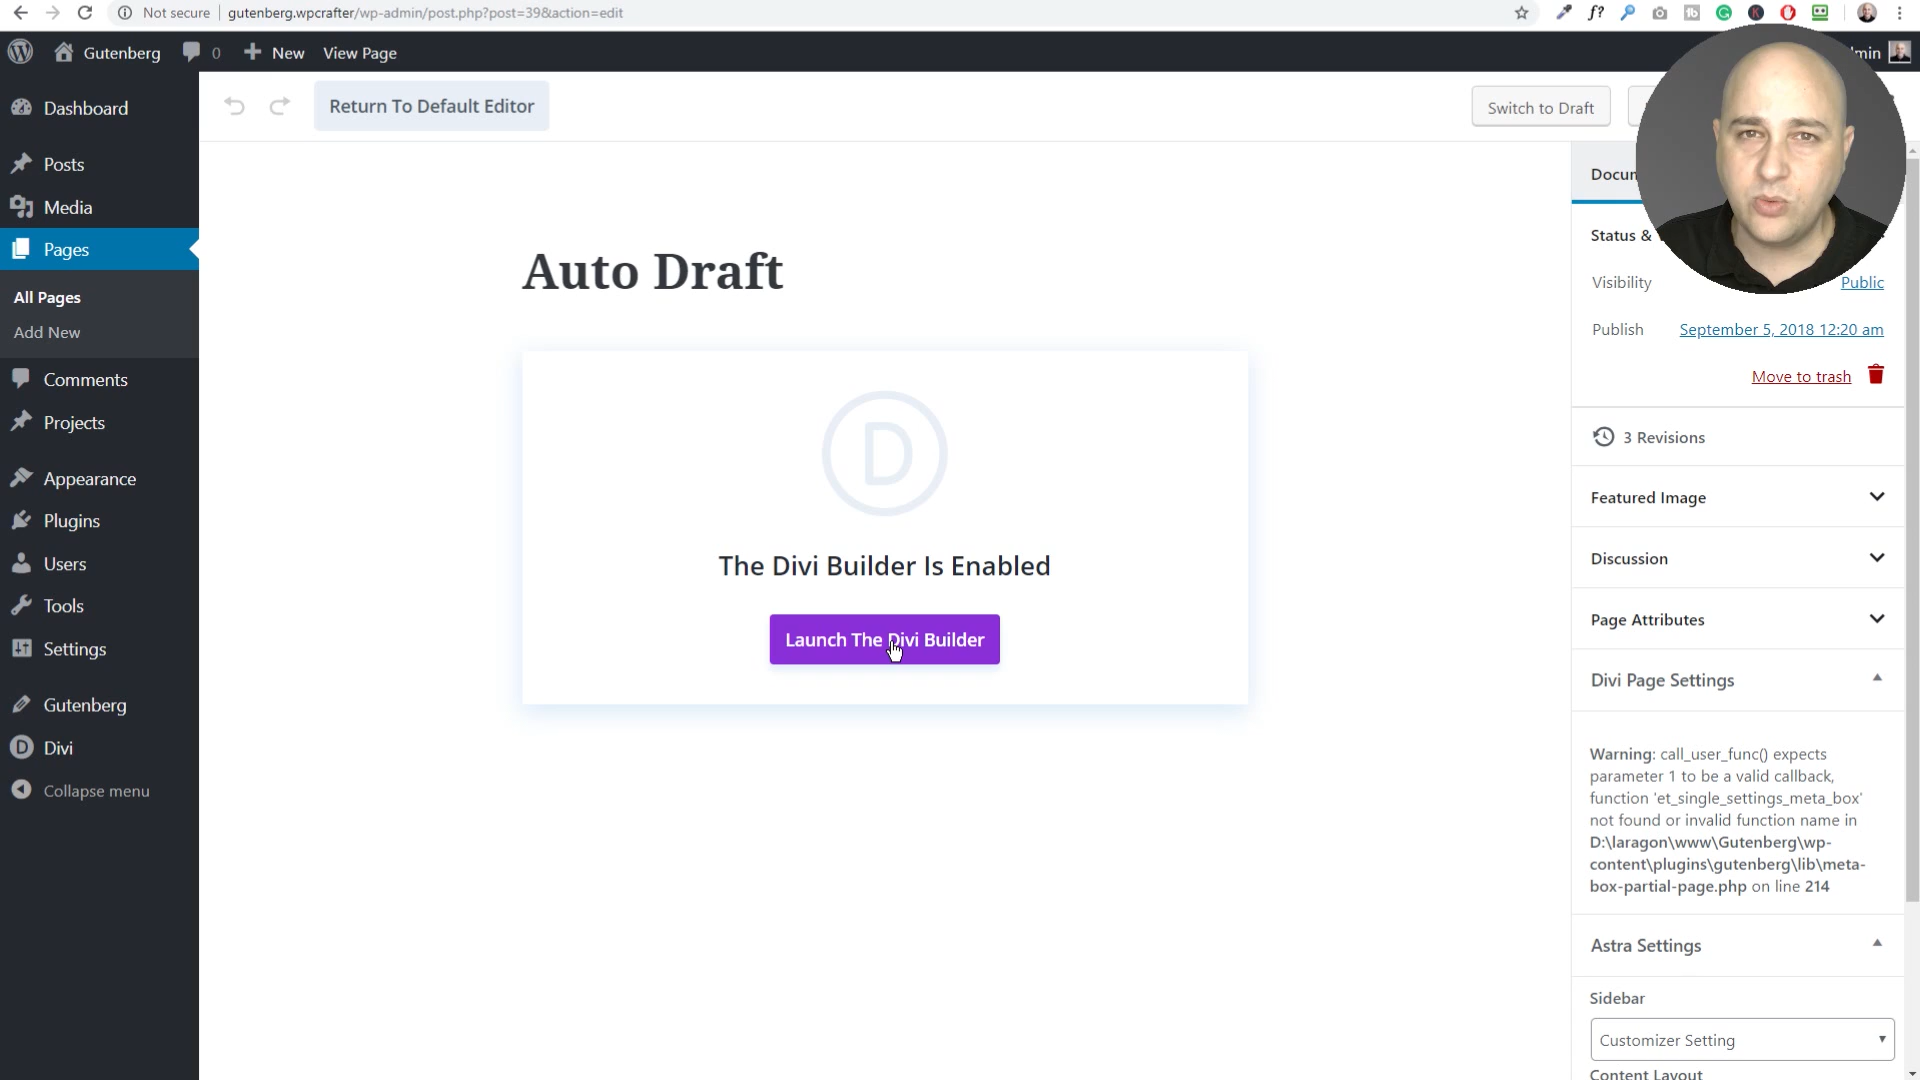 Not secure
gutenberg.wpcrafter/wp-admin/post.php?post=39&action=edit
f?
Gutenberg
0
New
View Page
Dashboard
Posts
Media
Pages
All Pages
Add New
Comments
Projects
Appearance
Plugins
Users
Tools
Settings
Gutenberg
Divi
Collapse menu
Return To Default Editor
Switch to Draft
Auto Draft
D
The Divi Builder Is Enabled
Launch The Divi Builder
Status &
Visibility
Public
Publish
September 5, 2018 12:20 am
Move to trash
3 Revisions
Featured Image
Discussion
Page Attributes
Divi Page Settings
Warning: call_user_func() expects
parameter 1 to be a valid callback,
function 'et_single_settings_meta_box'
not found or invalid function name in
D:\laragon\www\Gutenberg\wp-
content\plugins\gutenberg\lib\meta-
box-partial-page.php on line 214
Astra Settings
Sidebar
Customizer Setting
Content Layout